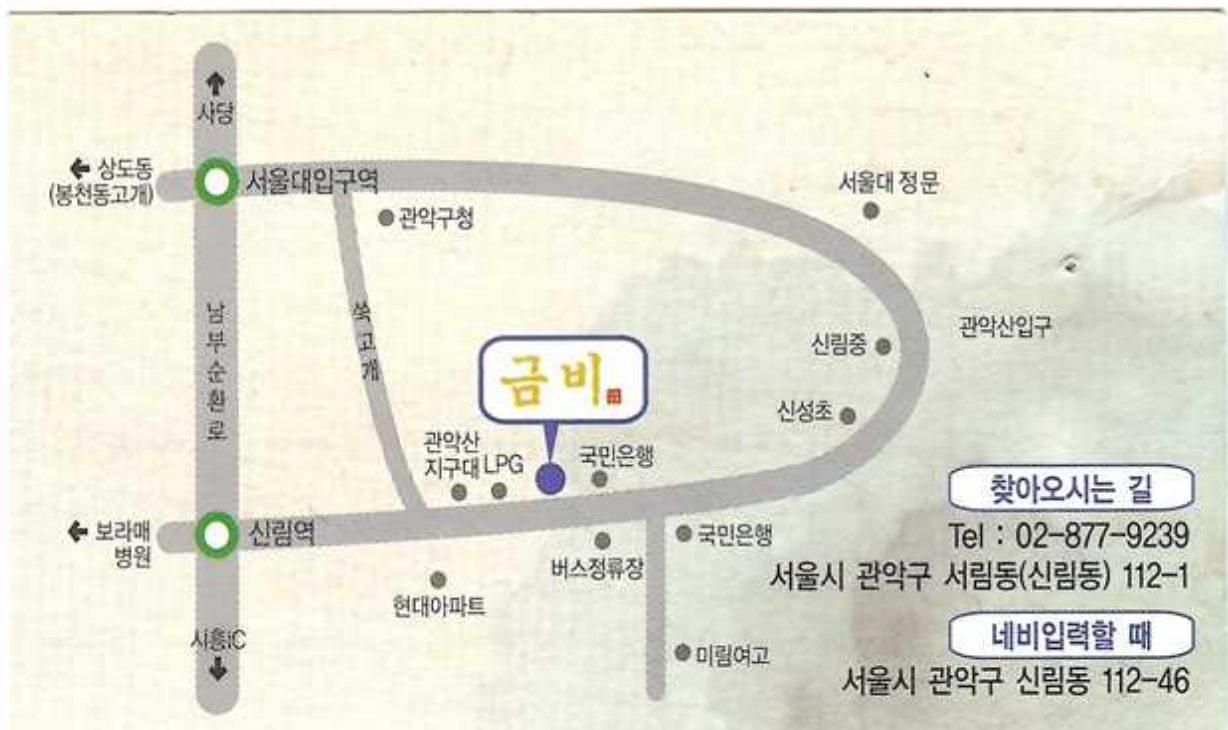 사당
상도동
(봉천동고개)
서울대입구역
서울대 정문
관악구청
남부순환로
쑥고개
관악산입구
신림중
금비
신성초
관악산
지구대
LPG
국민은행
찾아오시는 길
Tel : 02-877-9239
서울시 관악구 서림동(신림동) 112-1
보라매
병원
신림역
국민은행
버스정류장
현대아파트
네비입력할 때
서울시 관악구 신림동 112-46
시흥IC
미림여고